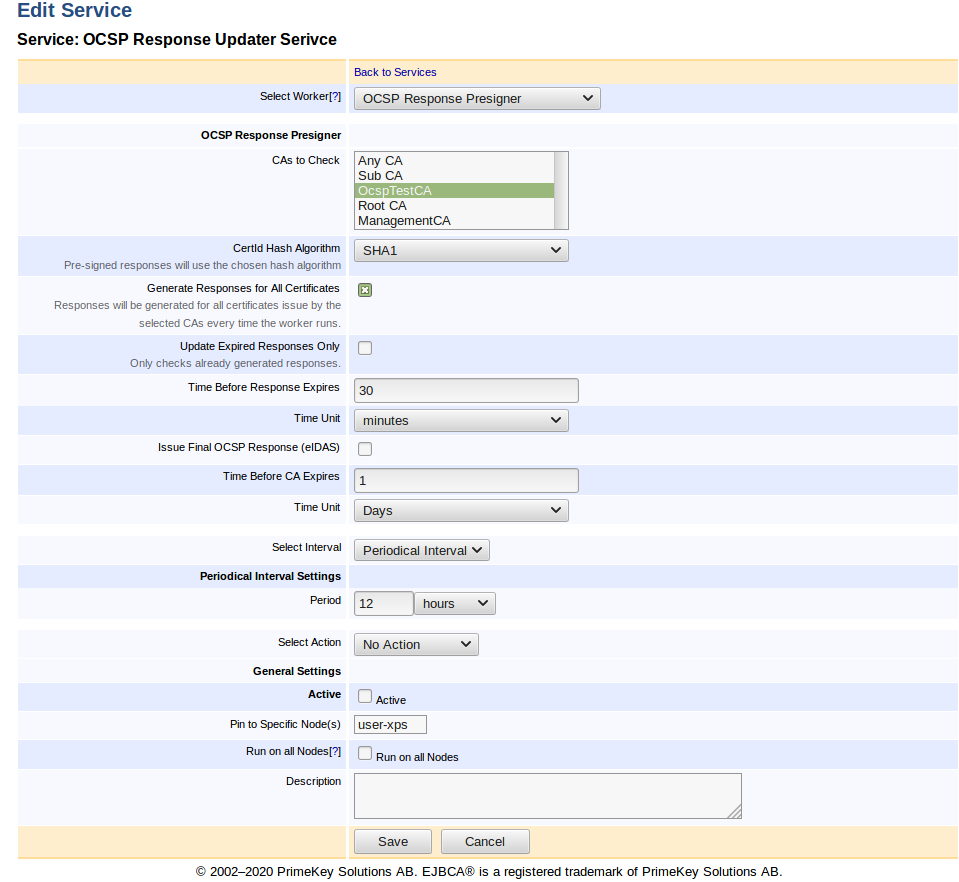 Edit Service
Service: OCSP Response Updater Serivce
Back to Services
Select Worker[?] OCSP Response Presigner
OCSP Response Presigner
CAs to Check Any CA
Sub CA
OcspTestCA
Root CA
ManagementCA
CertId Hash Algorithm SHA1
Pre-signed responses will use the chosen hash algorithm
Generate Responses for All Certificates
Responses will be generated for all certificates issue by the
selected CAs every time the worker runs.
Update Expired Responses Only
Only checks already generated responses.
Time Before Response Expires 30
Time Unit minutes
Issue Final OCSP Response (eIDAS)
Time Before CA Expires 1
Time Unit Days
Select Interval Periodical Interval
Periodical Interval Settings
Period 12 hours
Select Action No Action
General Settings
Active Active
Pin to Specific Node(s) user-xps
Run on all Nodes[?] Run on all Nodes
Description
Save Cancel
© 2002–2020 PrimeKey Solutions AB. EJBCA® is a registered trademark of PrimeKey Solutions AB.